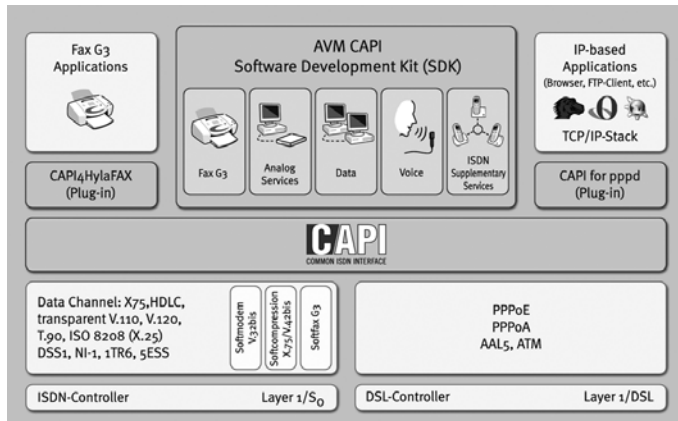 Fax G3
Applications
CAPI4HylaFAX
(Plug-in)
AVM CAPI
Software Development Kit (SDK)
Fax G3
Analog
Services
Data
Voice
ISDN
Supplementary
Services
IP-based
Applications
(Browser, FTP-Client, etc.)
TCP/IP-Stack
CAPI for pppd
(Plug-in)
CAPI
COMMON ISDN INTERFACE
Data Channel: X75,HDLC,
transparent V.110, V.120,
T.90, ISO 8208 (X.25)
DSS1, NI-1, 1TR6, 5ESS
Softmodem
V.32bis
Softcompression
X.75/V.42bis
Softfax G3
PPPoE
PPPoA
AAL5, ATM
ISDN-Controller
Layer 1/S0
DSL-Controller
Layer 1/DSL